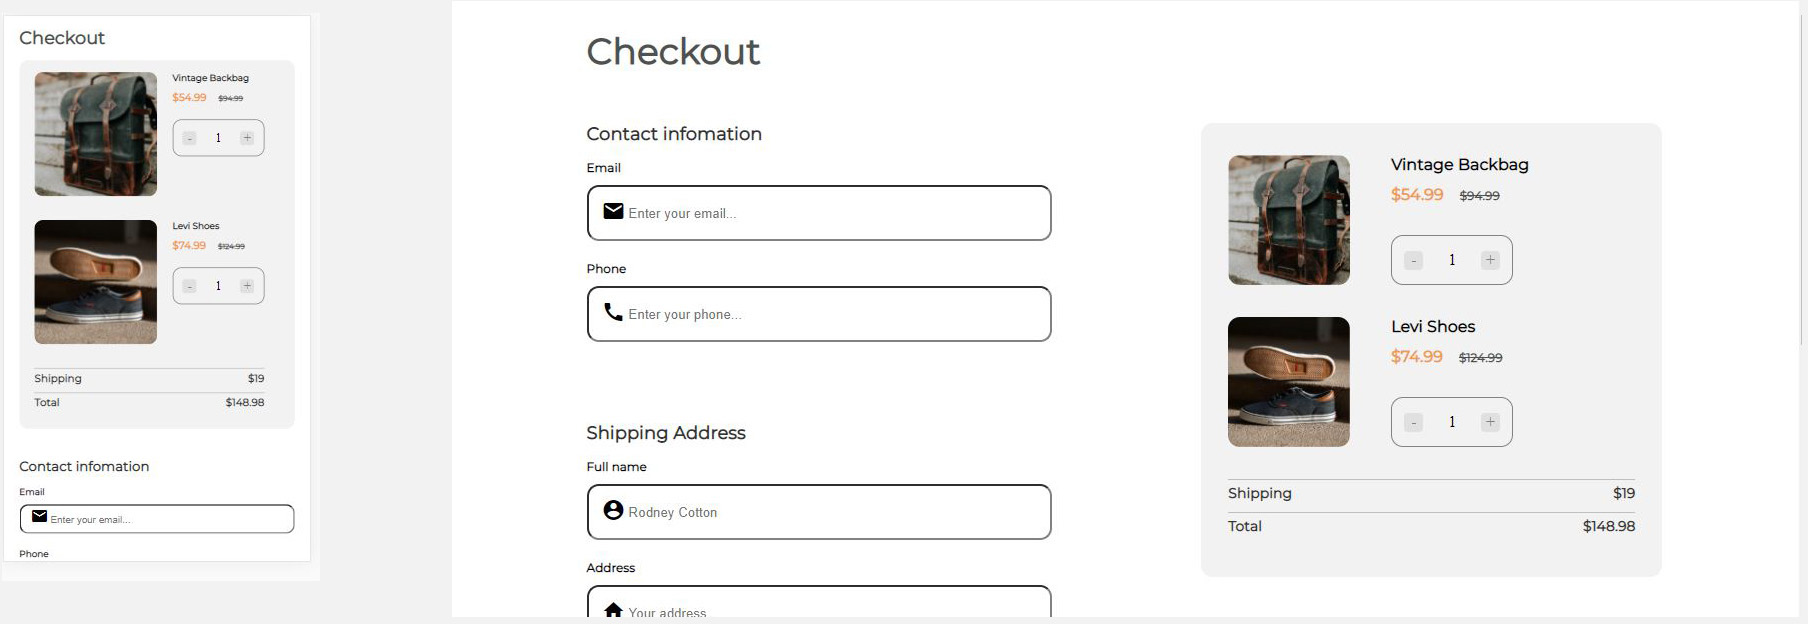 Checkout
Vintage Backbag
$54.99 $94.99
- 1 +
Levi Shoes
$74.99 $124.99
- 1 +
Shipping $19
Total $148.98
Contact infomation
Email
Enter your email...
Phone
Checkout
Contact infomation
Email
Enter your email...
Phone
Enter your phone...
Shipping Address
Full name
Rodney Cotton
Address
Your address
Vintage Backbag
$54.99 $94.99
- 1 +
Levi Shoes
$74.99 $124.99
- 1 +
Shipping $19
Total $148.98